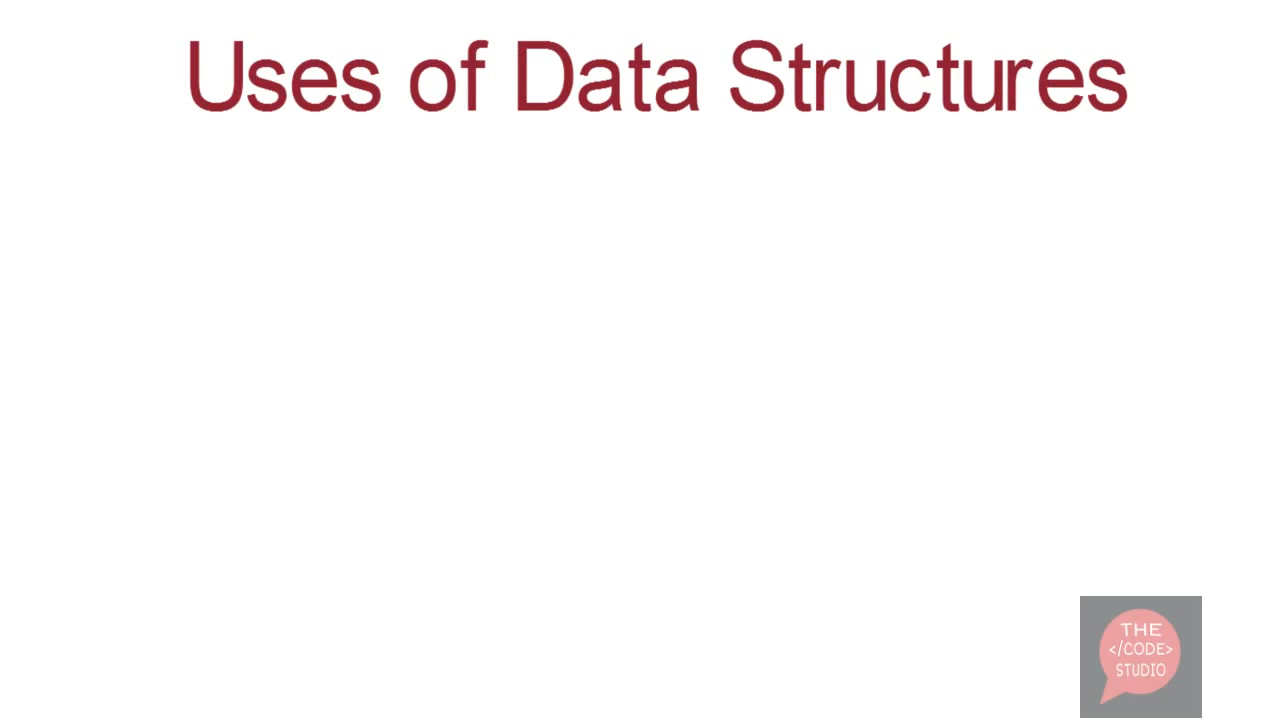 Uses of Data Structures
THE
</CODE>
STUDIO